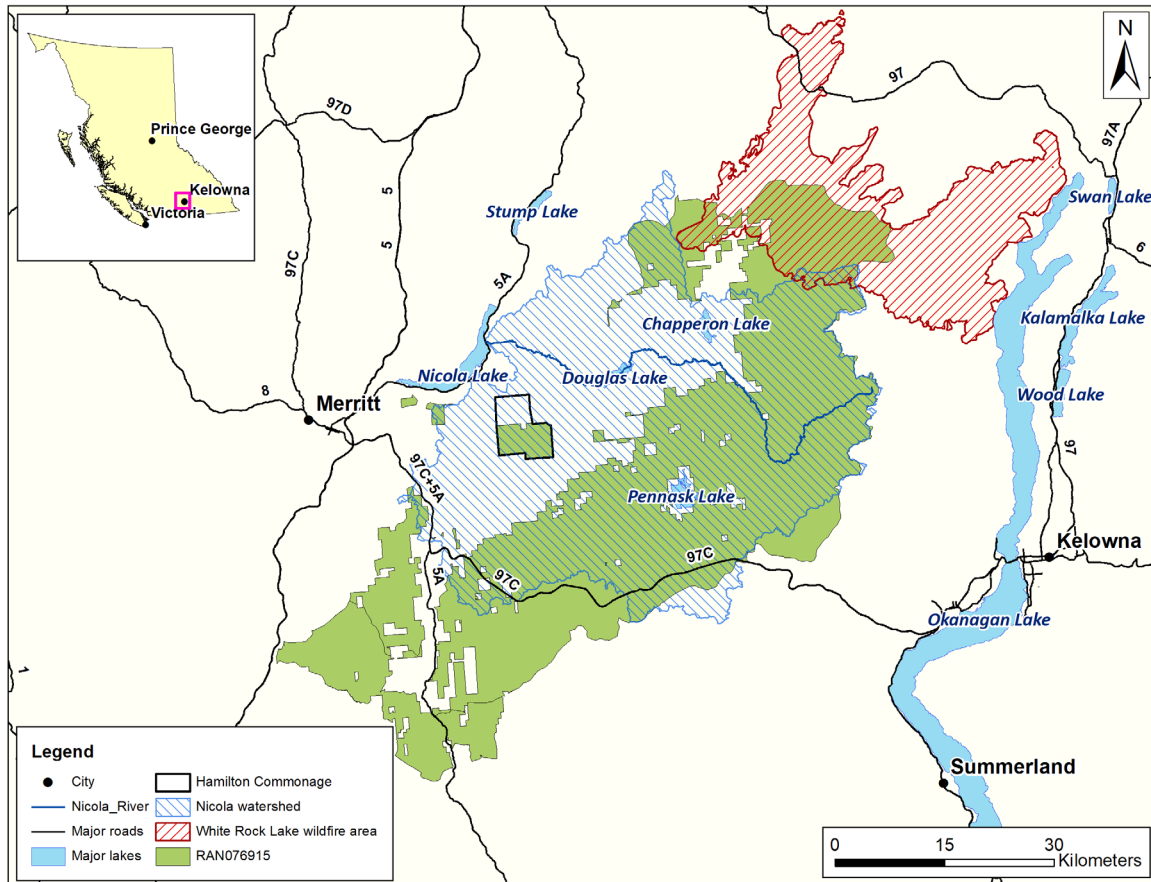 Prince George
Kelowna
Victoria
N
97D
97
97A
5
5
97C
5A
6
Stump Lake
Swan Lake
Chapperon Lake
Kalamalka Lake
Nicola Lake
Douglas Lake
Wood Lake
8
Merritt
97
97C+5A
Pennask Lake
Kelowna
97C
97C
5A
Okanagan Lake
1
Summerland
Legend
City
Hamilton Commonage
Nicola_River
Nicola watershed
Major roads
White Rock Lake wildfire area
Major lakes
RAN076915
0 15 30
Kilometers